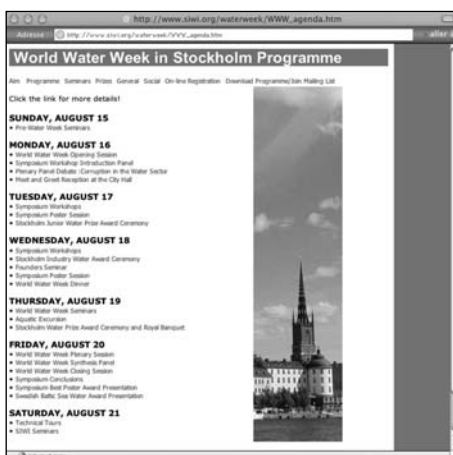 http://www.siwi.org/waterweek/WWW_agenda.htm
Adresse http://www.siwi.org/waterweek/WWW_agenda.htm aller à
World Water Week in Stockholm Programme
Aim Programme Seminars Prizes General Social On-line Registration Download Programme/Join Mailing List
Click the link for more details!
SUNDAY, AUGUST 15
• Pre-Water Week Seminars
MONDAY, AUGUST 16
• World Water Week Opening Session
• Symposium Workshop Introduction Panel
• Plenary Panel Debate :Corruption in the Water Sector
• Meet and Greet Reception at the City Hall
TUESDAY, AUGUST 17
• Symposium Workshops
• Symposium Poster Session
• Stockholm Junior Water Prize Award Ceremony
WEDNESDAY, AUGUST 18
• Symposium Workshops
• Stockholm Industry Water Award Ceremony
• Founders Seminar
• Symposium Poster Session
• World Water Week Dinner
THURSDAY, AUGUST 19
• World Water Week Seminars
• Aquatic Excursion
• Stockholm Water Prize Award Ceremony and Royal Banquet
FRIDAY, AUGUST 20
• World Water Week Plenary Session
• World Water Week Synthesis Panel
• World Water Week Closing Session
• Symposium Conclusions
• Symposium Best Poster Award Presentation
• Swedish Baltic Sea Water Award Presentation
SATURDAY, AUGUST 21
• Technical Tours
• SIWI Seminars